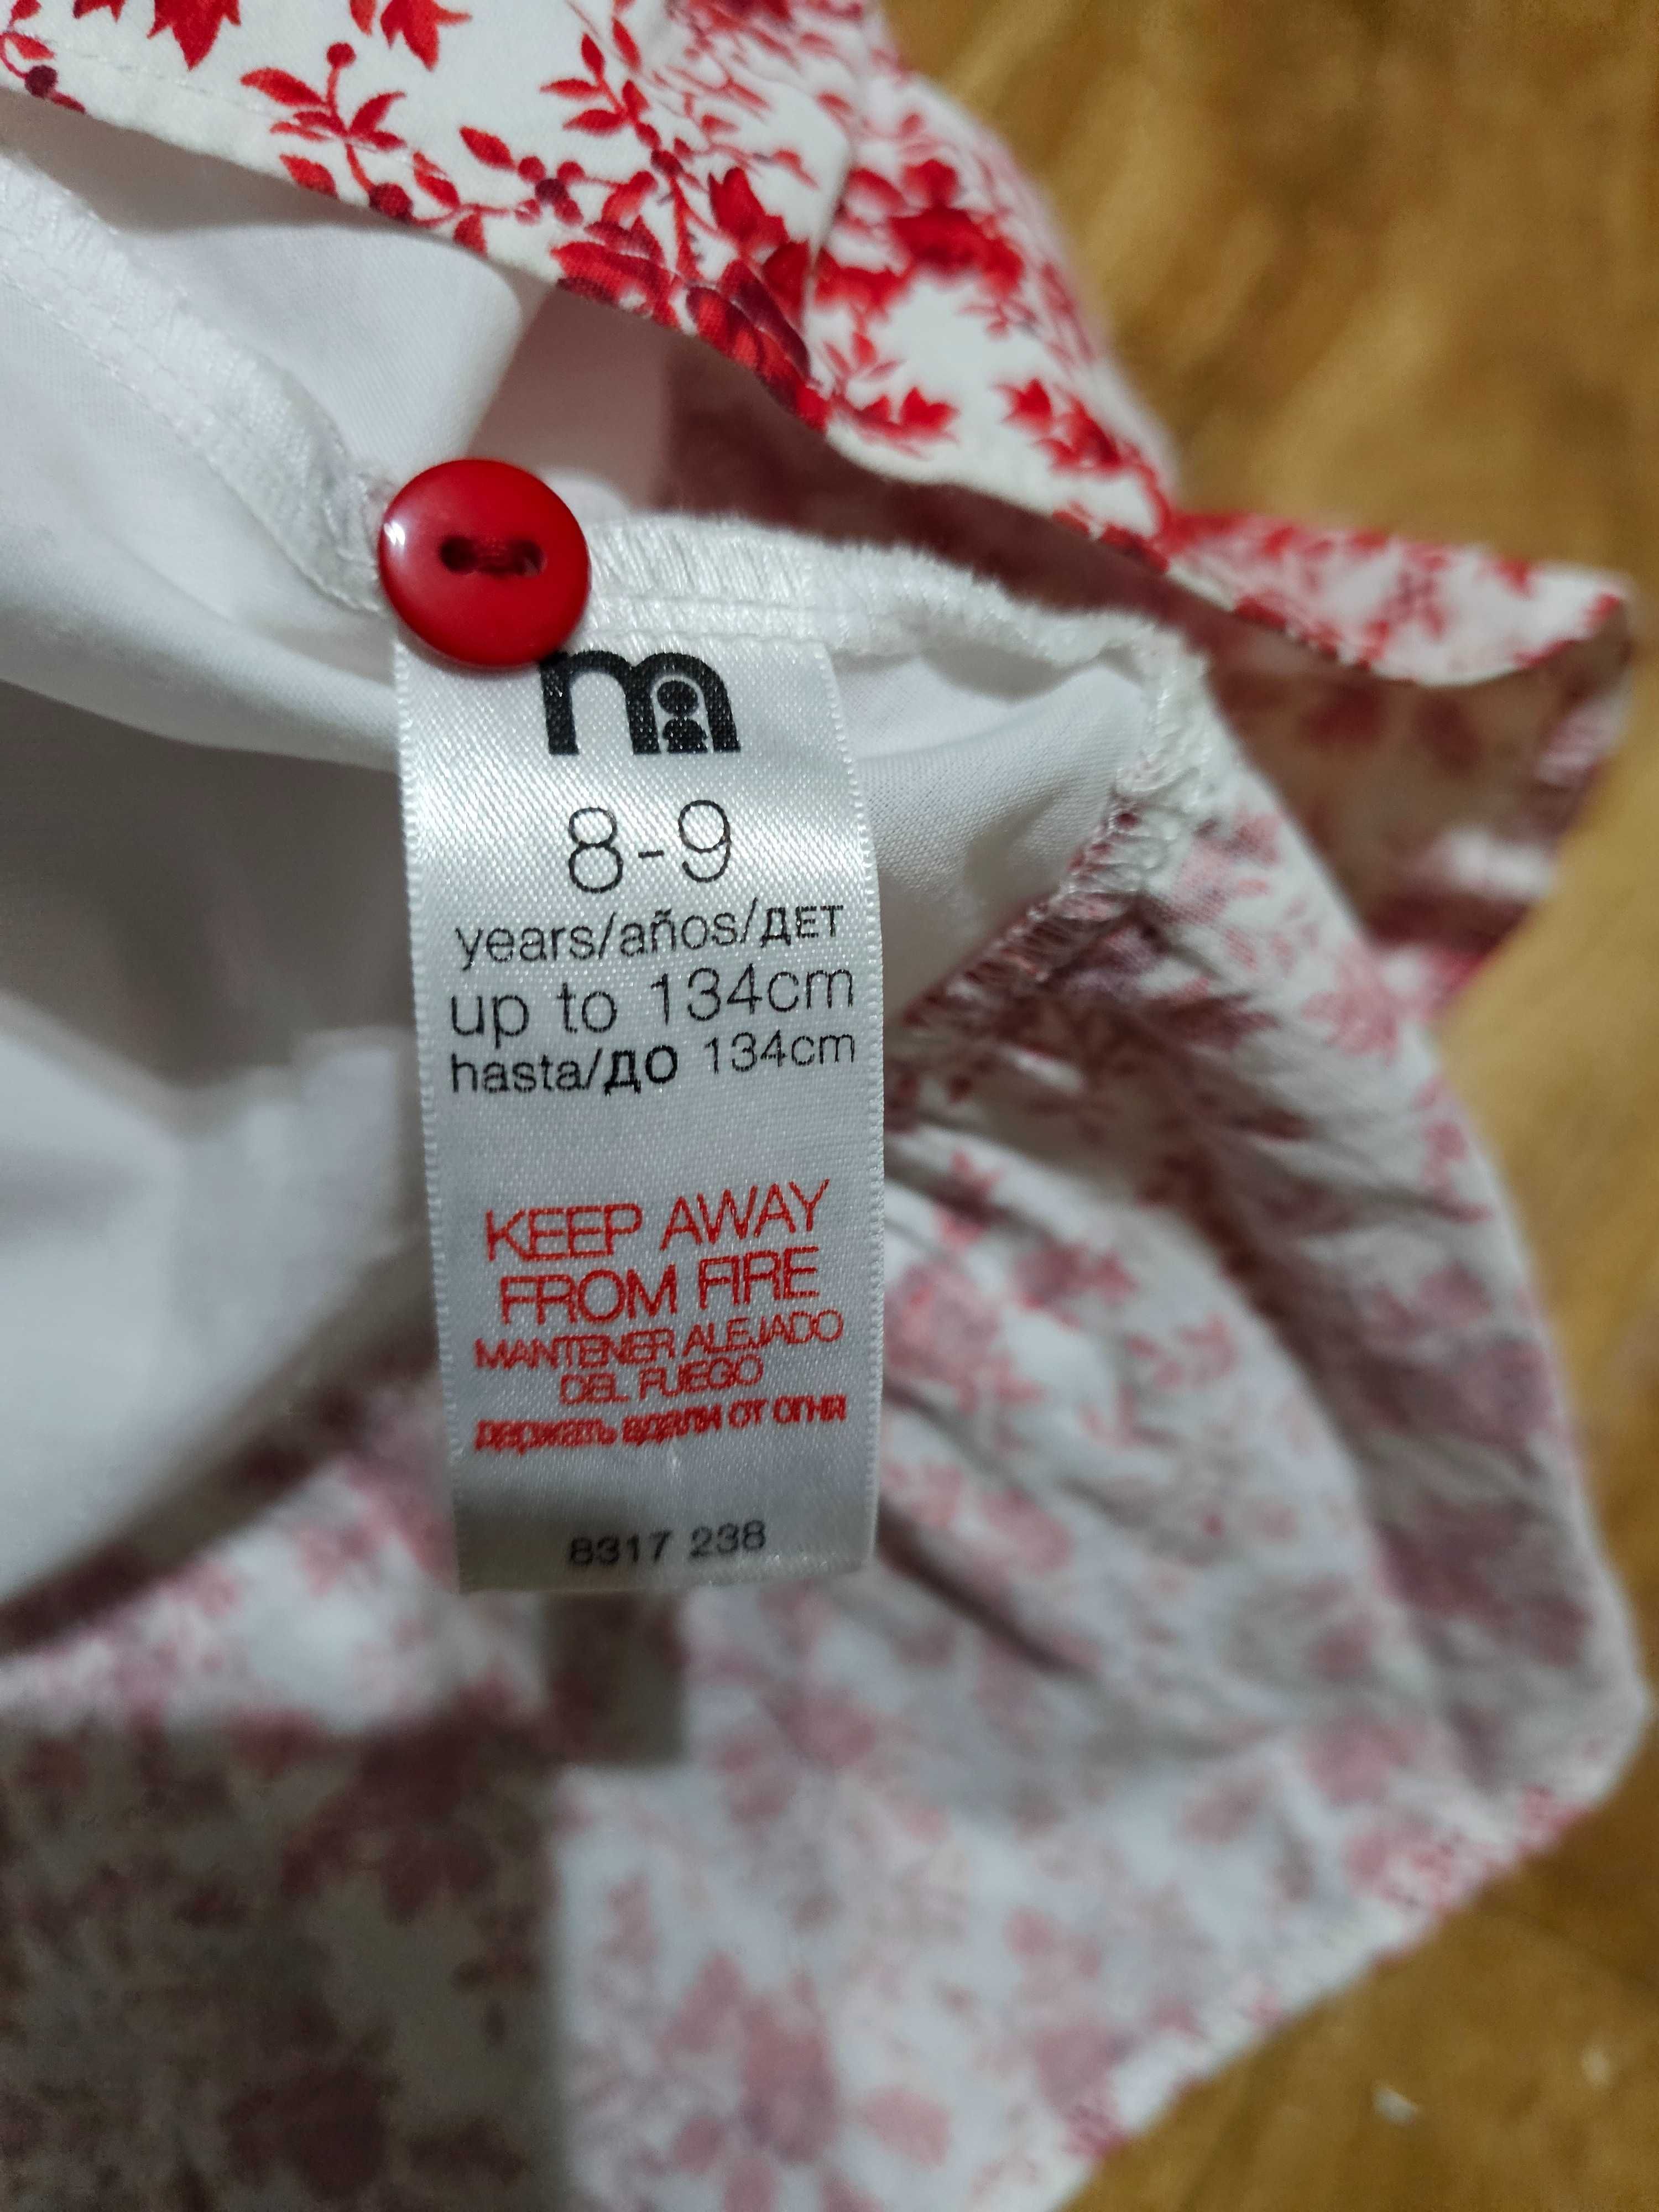 m
8-9
years/años/ДЕТ
up to 134cm
hasta/ДО 134cm
KEEP AWAY
FROM FIRE
MANTENER ALEJADO
DEL FUEGO
держать вдали от огня
8317 238